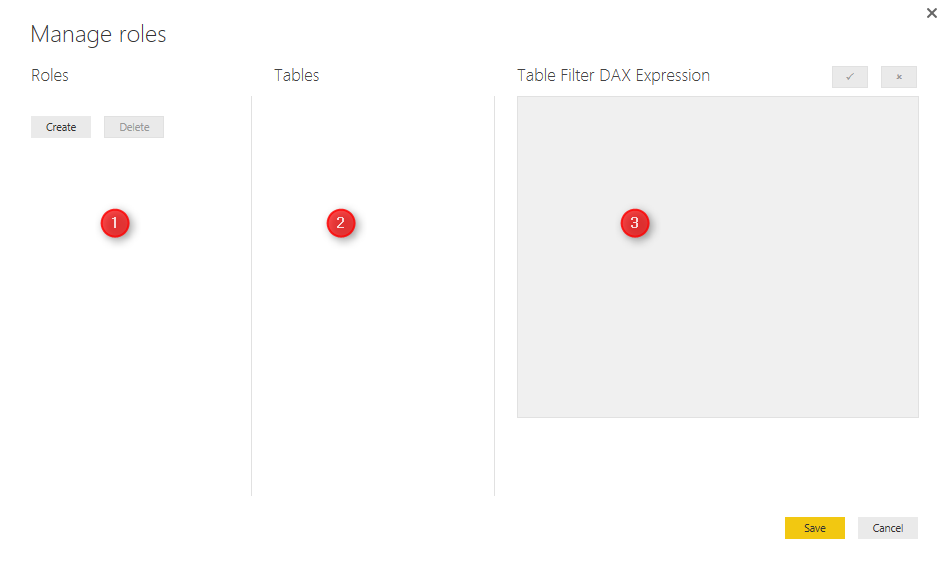 Manage roles
Roles
Tables
Table Filter DAX Expression
Create
Delete
1
2
3
Save
Cancel